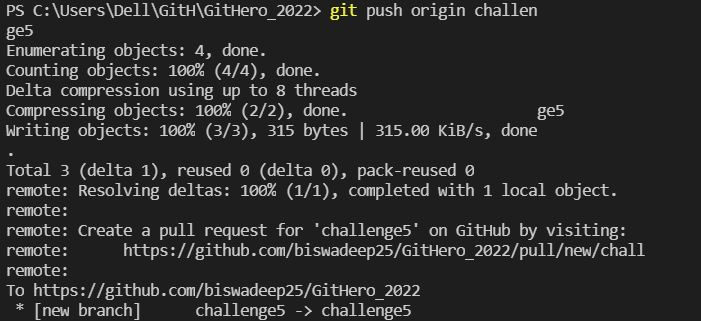 PS C:\Users\Dell\GitH\GitHero_2022> git push origin challen
ge5
Enumerating objects: 4, done.
Counting objects: 100% (4/4), done.
Delta compression using up to 8 threads
Compressing objects: 100% (2/2), done. ge5
Writing objects: 100% (3/3), 315 bytes | 315.00 KiB/s, done
.
Total 3 (delta 1), reused 0 (delta 0), pack-reused 0
remote: Resolving deltas: 100% (1/1), completed with 1 local object.
remote:
remote: Create a pull request for 'challenge5' on GitHub by visiting:
remote: https://github.com/biswadeep25/GitHero_2022/pull/new/chall
remote:
To https://github.com/biswadeep25/GitHero_2022
* [new branch] challenge5 -> challenge5